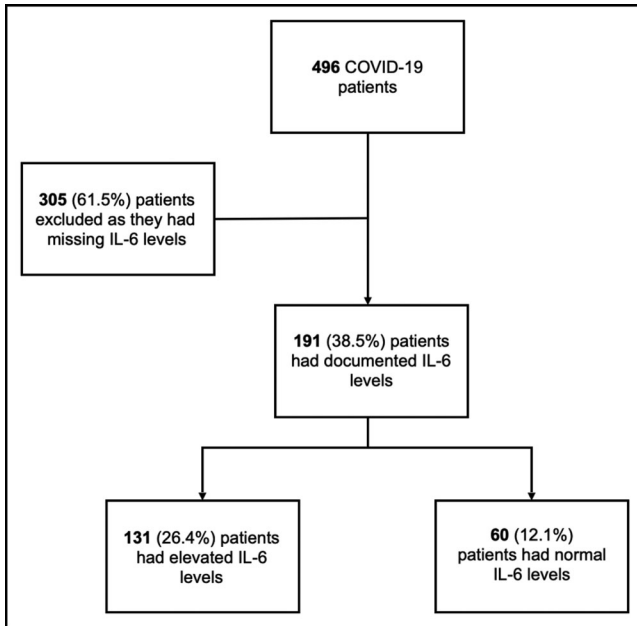 496 COVID-19
patients
305 (61.5%) patients
excluded as they had
missing IL-6 levels
191 (38.5%) patients
had documented IL-6
levels
131 (26.4%) patients
had elevated IL-6
levels
60 (12.1%)
patients had normal
IL-6 levels